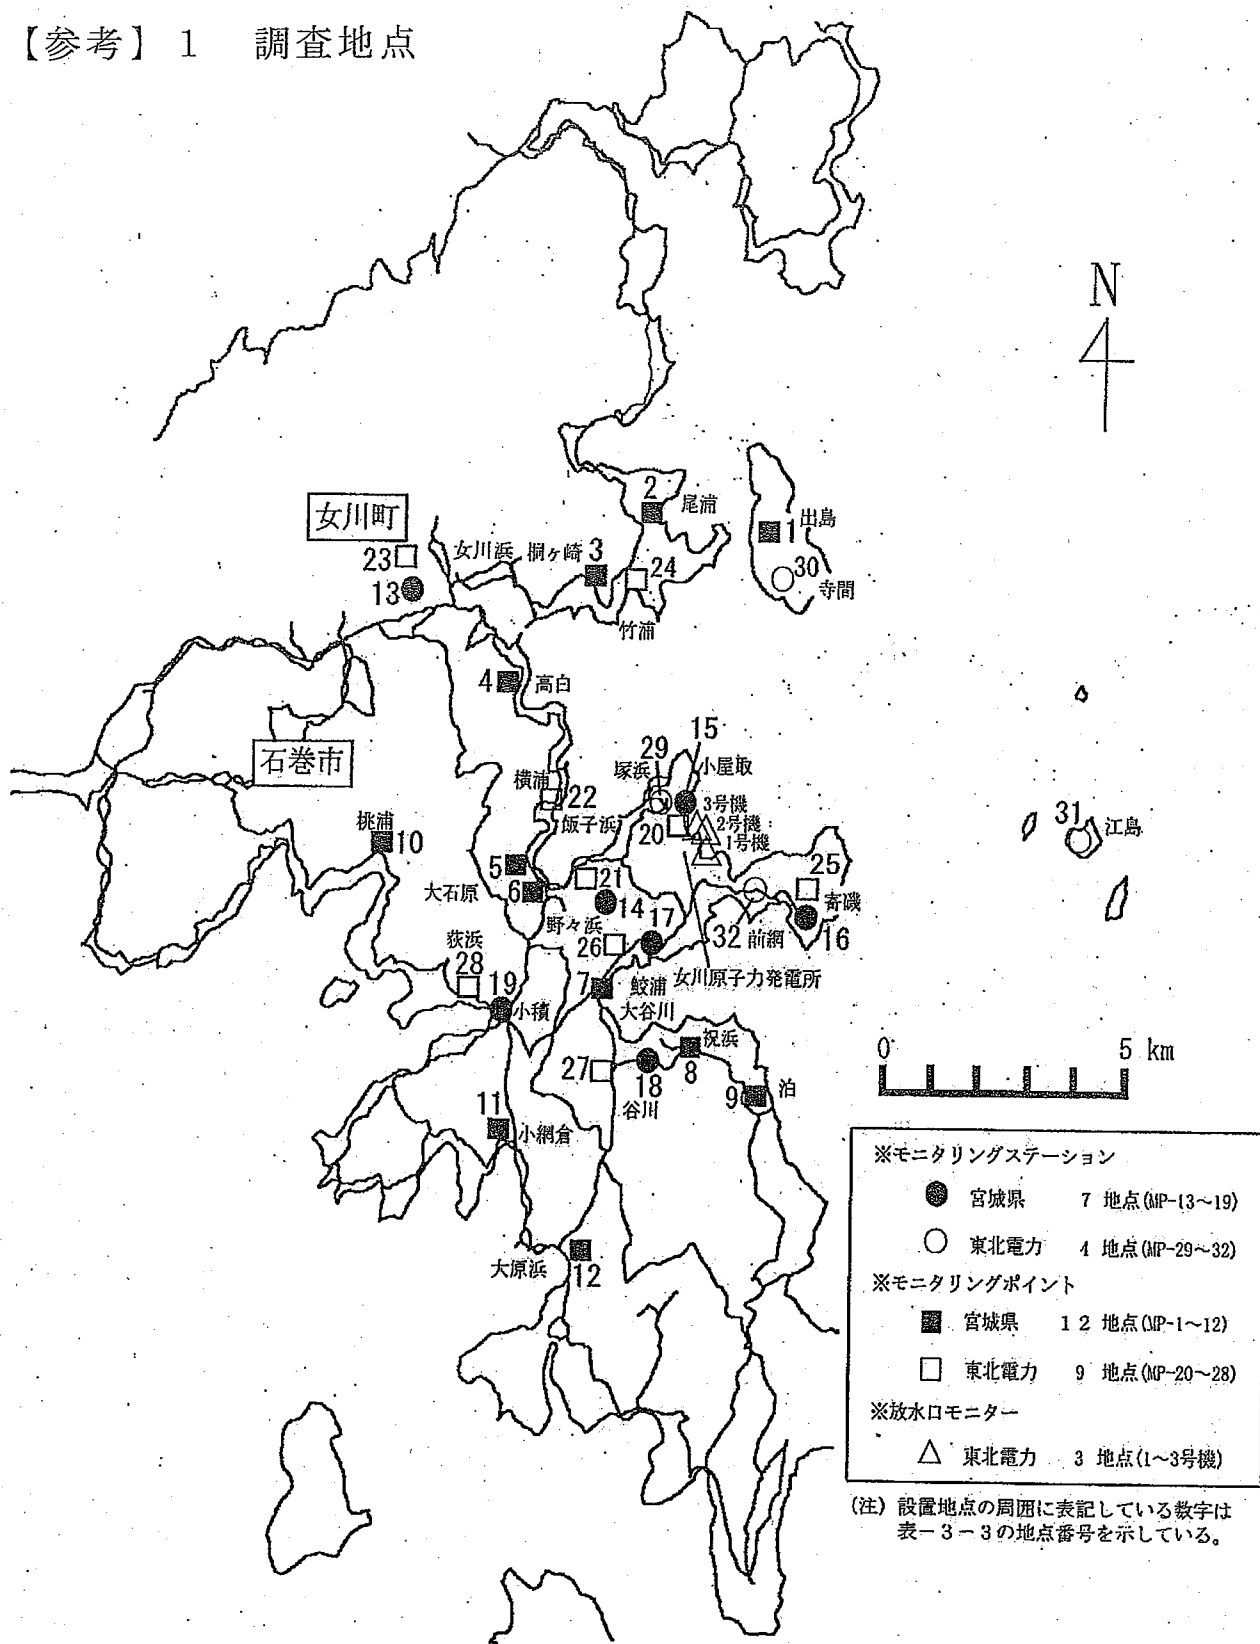 【参考】 1 調査地点
N
2
尾浦
女川町
1
出島
23
女川浜
桐ヶ崎
3
24
30
13
寺間
竹浦
4
高白
15
29
石巻市
塚浜
小屋取
横浦
22
3号機
31
江島
桃浦
飯子浜
20
2号機
10
1号機
5
21
25
大石原
6
14
寄磯
17
野々浜
32
前網
16
荻浜
26
28
19
7
鮫浦
女川原子力発電所
小積
大谷川
祝浜
0
5 km
27
18
8
9
泊
谷川
11
小網倉
大原浜
12
※モニタリングステーション
● 宮城県 7 地点(MP-13～19)
○ 東北電力 4 地点(MP-29～32)
※モニタリングポイント
■ 宮城県 12 地点(MP-1～12)
□ 東北電力 9 地点(MP-20～28)
※放水口モニター
△ 東北電力 3 地点(1～3号機)
(注) 設置地点の周囲に表記している数字は
表－3－3の地点番号を示している。